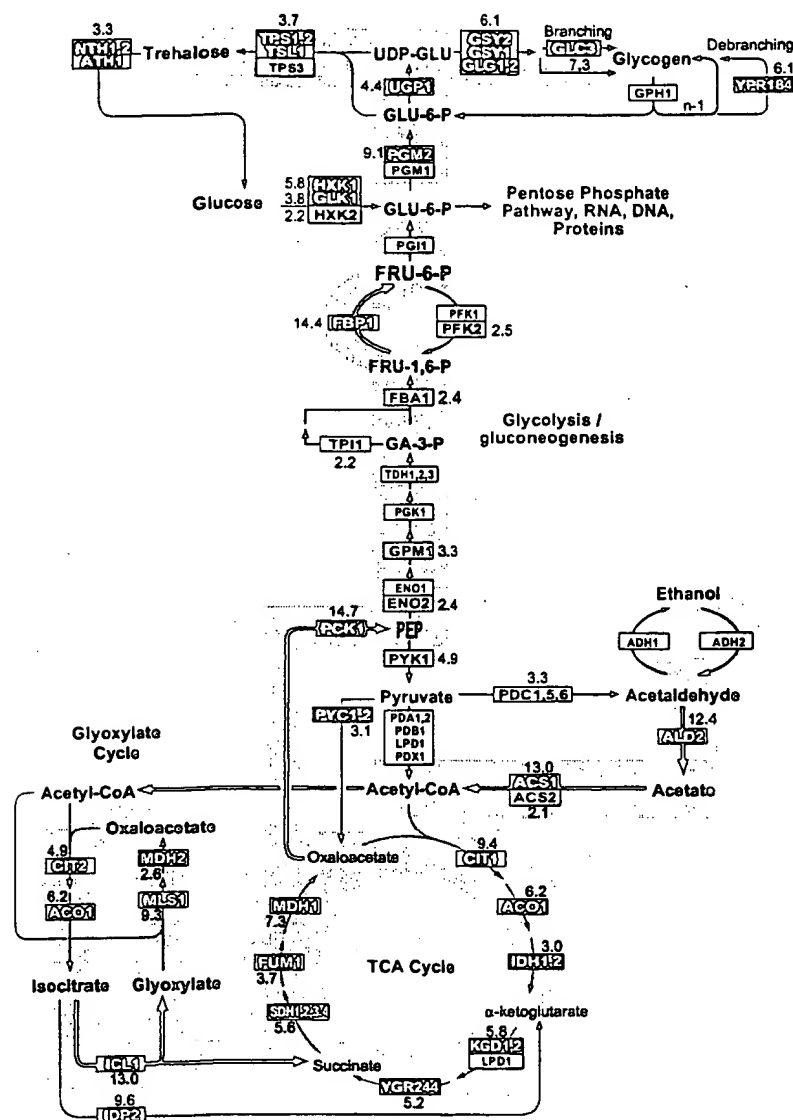 3.3
NTH1-2
ATH1
Trehalose
3.7
TPS1-2
TSL1
TPS3
UDP-GLU
6.1
GSY2
GSY1
GLG1-2
Branching
GLC3
7,3
Glycogen
Debranching
6.1
YPR184
GPH1
n-1
4.4
UGP1
GLU-6-P
9.1
PGM2
PGM1
Glucose
5.8
HXK1
3.8
GLK1
2.2
HXK2
GLU-6-P
Pentose Phosphate
Pathway, RNA, DNA,
Proteins
PGI1
FRU-6-P
14.4
FBP1
PFK1
PFK2
2.5
FRU-1,6-P
FBA1
2.4
Glycolysis /
gluconeogenesis
TPI1
2.2
GA-3-P
TDH1,2,3
PGK1
GPM1
3.3
ENO1
ENO2
2.4
14.7
PCK1
PEP
PYK1
4.9
Ethanol
ADH1
ADH2
Pyruvate
3.3
PDC1,5,6
Acetaldehyde
12.4
ALD2
PYC1-2
3.1
PDA1,2
PDB1
LPD1
PDX1
Glyoxylate
Cycle
Acetyl-CoA
Acetyl-CoA
13.0
ACS1
ACS2
2.1
Acetato
Oxaloacetate
4.9
CIT2
MDH2
2.6
6.2
ACO1
MLS1
9.3
Oxaloacetate
9.4
CIT1
MDH1
7.3
6.2
ACO1
FUM1
3.7
TCA Cycle
3.0
IDH1-2
Isocitrate
Glyoxylate
SDH1-2-3-4
5.6
α-ketoglutarate
5.8
KGD1-2
LPD1
ICL1
13.0
Succinate
YGR244
5.2
9.6
IDP2